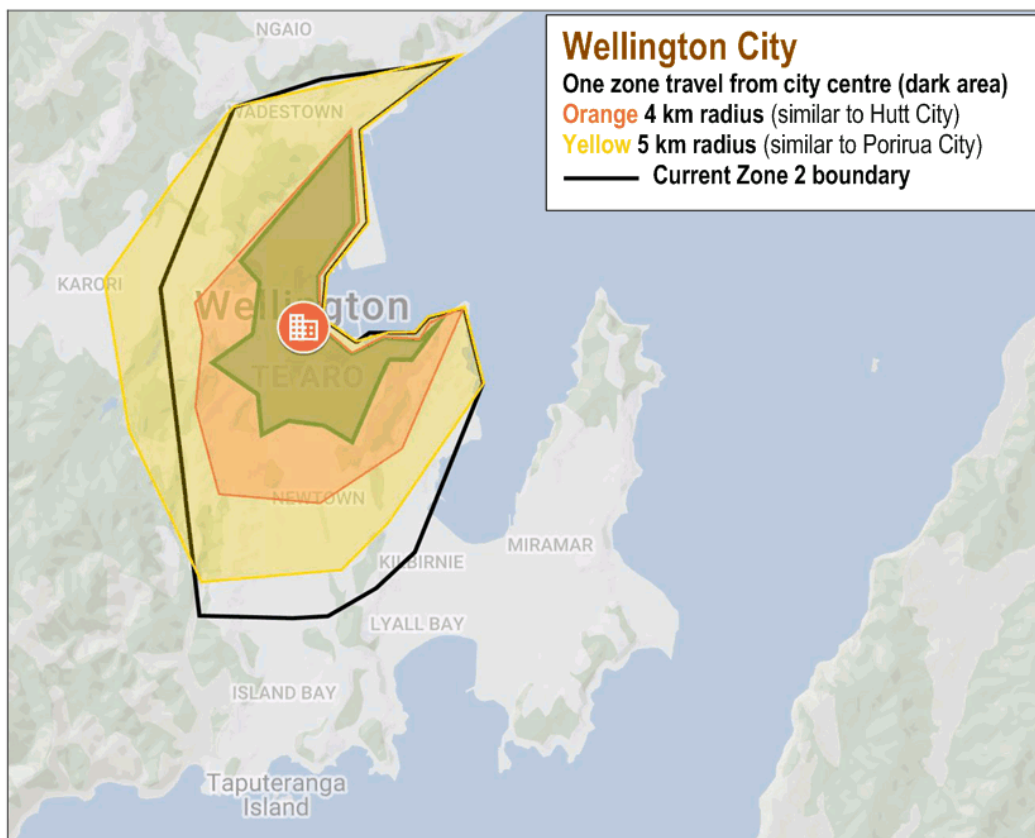 NGAIO
Wellington City
One zone travel from city centre (dark area)
Orange 4 km radius (similar to Hutt City)
Yellow 5 km radius (similar to Porirua City)
Current Zone 2 boundary
WADESTOWN
KARORI
Wellington
TE ARO
NEWTOWN
MIRAMAR
KILBIRNIE
LYALL BAY
ISLAND BAY
Taputeranga
Island